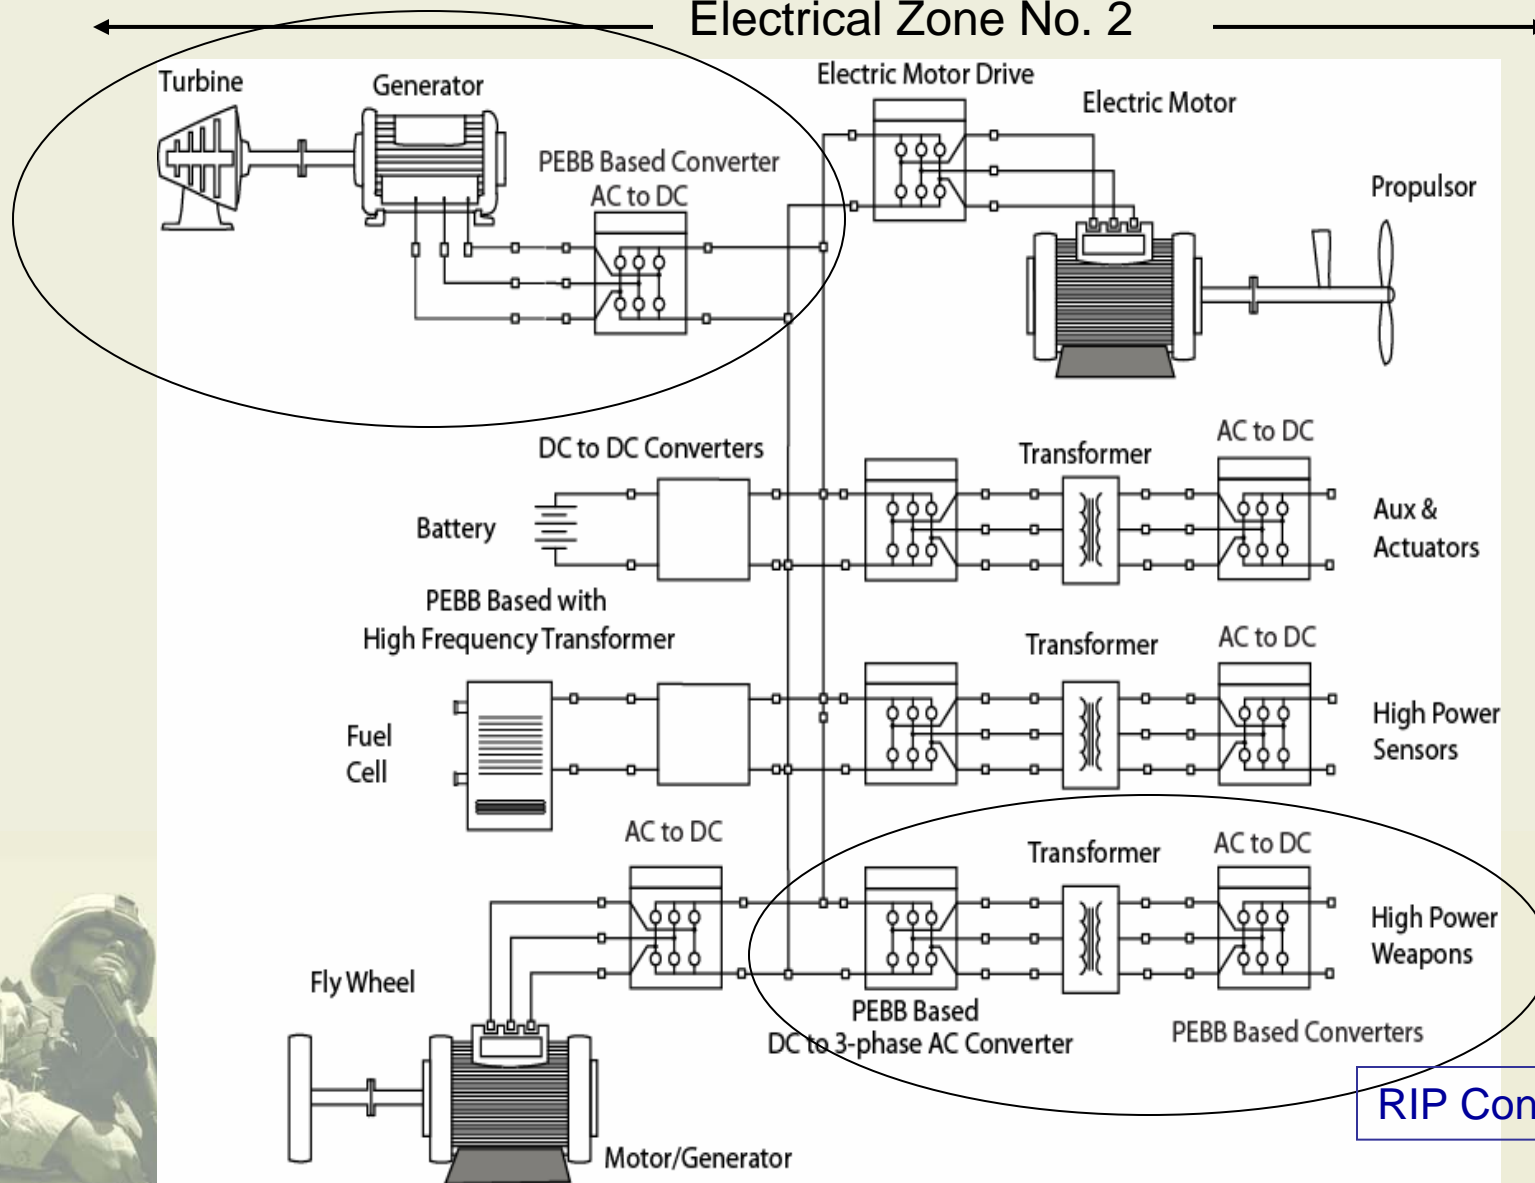 Electrical Zone No. 2
Turbine
Generator
PEBB Based Converter
AC to DC
Electric Motor Drive
Electric Motor
Propulsor
DC to DC Converters
Battery
Transformer
AC to DC
Aux &
Actuators
PEBB Based with
High Frequency Transformer
Fuel
Cell
Transformer
AC to DC
High Power
Sensors
AC to DC
Fly Wheel
Motor/Generator
Transformer
AC to DC
High Power
Weapons
PEBB Based
DC to 3-phase AC Converter
PEBB Based Converters
RIP Con